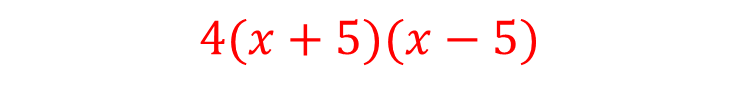 4(x + 5)(x − 5)